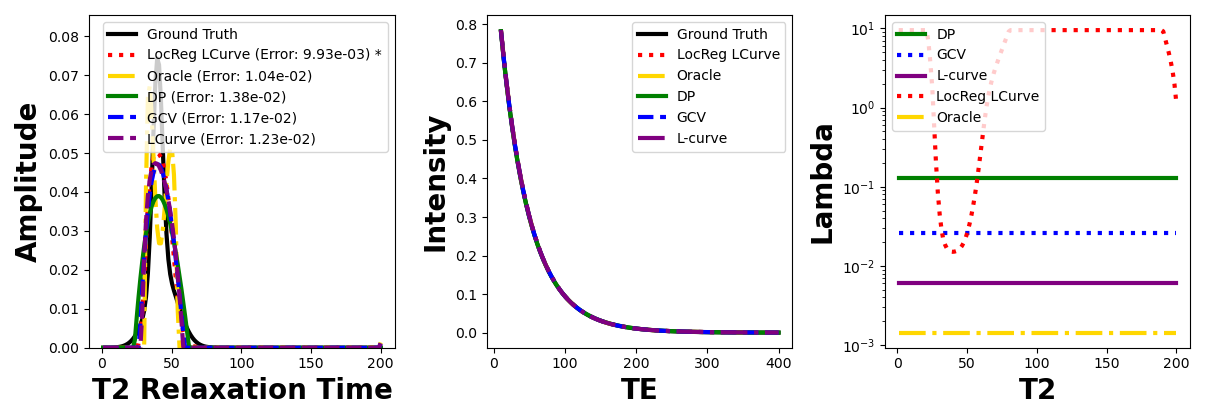 Amplitude
0.08
0.07
0.06
0.05
0.04
0.03
0.02
0.01
0.00
Ground Truth
LocReg LCurve (Error: 9.93e-03) *
Oracle (Error: 1.04e-02)
DP (Error: 1.38e-02)
GCV (Error: 1.17e-02)
LCurve (Error: 1.23e-02)
0 50 100 150 200
T2 Relaxation Time
Intensity
0.8
0.7
0.6
0.5
0.4
0.3
0.2
0.1
0.0
Ground Truth
LocReg LCurve
Oracle
DP
GCV
L-curve
0 100 200 300 400
TE
Lambda
10¹
10⁰
10⁻¹
10⁻²
10⁻³
DP
GCV
L-curve
LocReg LCurve
Oracle
0 50 100 150 200
T2